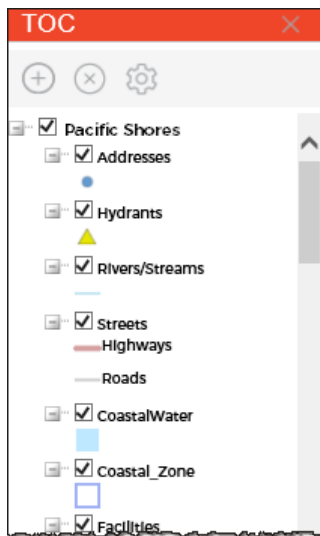 TOC
Pacific Shores
Addresses
Hydrants
Rivers/Streams
Streets
Highways
Roads
CoastalWater
Coastal_Zone
Facilities